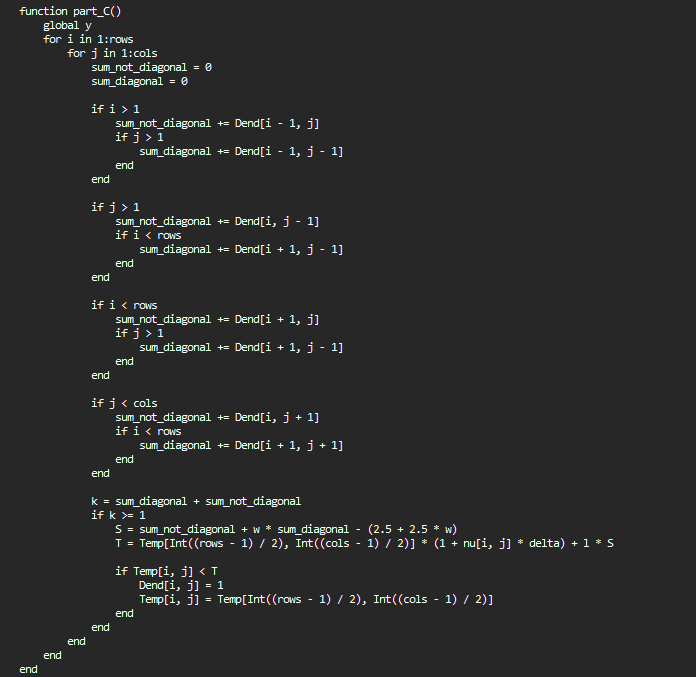 function part_C()
    global y
    for i in 1:rows
        for j in 1:cols
            sum_not_diagonal = 0
            sum_diagonal = 0

            if i > 1
                sum_not_diagonal += Dend[i - 1, j]
                if j > 1
                    sum_diagonal += Dend[i - 1, j - 1]
                end
            end

            if j > 1
                sum_not_diagonal += Dend[i, j - 1]
                if i < rows
                    sum_diagonal += Dend[i + 1, j - 1]
                end
            end

            if i < rows
                sum_not_diagonal += Dend[i + 1, j]
                if j > 1
                    sum_diagonal += Dend[i + 1, j - 1]
                end
            end

            if j < cols
                sum_not_diagonal += Dend[i, j + 1]
                if i < rows
                    sum_diagonal += Dend[i + 1, j + 1]
                end
            end

            k = sum_diagonal + sum_not_diagonal
            if k >= 1
                S = sum_not_diagonal + w * sum_diagonal - (2.5 + 2.5 * w)
                T = Temp[Int((rows - 1) / 2), Int((cols - 1) / 2)] * (1 + nu[i, j] * delta) + l * S

                if Temp[i, j] < T
                    Dend[i, j] = 1
                    Temp[i, j] = Temp[Int((rows - 1) / 2), Int((cols - 1) / 2)]
                end
            end
        end
    end
end